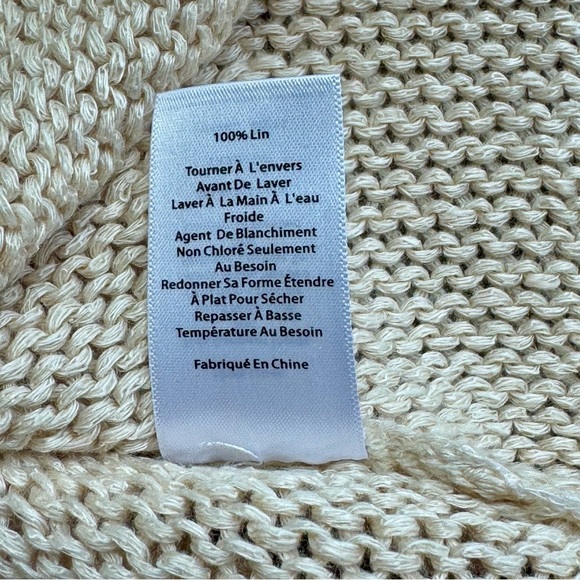 100% Lin
Tourner À L'envers
Avant De Laver
Laver À La Main À L'eau
Froide
Agent De Blanchiment
Non Chloré Seulement
Au Besoin
Redonner Sa Forme Étendre
À Plat Pour Sécher
Repasser À Basse
Température Au Besoin
Fabriqué En Chine